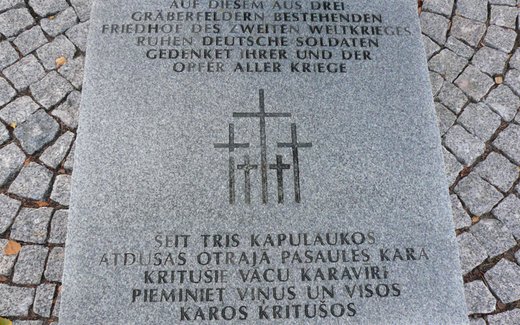 AUF DIESEM AUS DREI
GRÄBERFELDERN BESTEHENDEN
FRIEDHOF DES ZWEITEN WELTKRIEGES
RUHEN DEUTSCHE SOLDATEN
GEDENKET IHRER UND DER
OPFER ALLER KRIEGE
ŠEIT TRIS KAPULAUKOS
ATDUSAS OTRAJĀ PASAULES KARĀ
KRITUŠIE VĀCU KARAVĪRI
PIEMINIET VIŅUS UN VISOS
KAROS KRITUŠOS